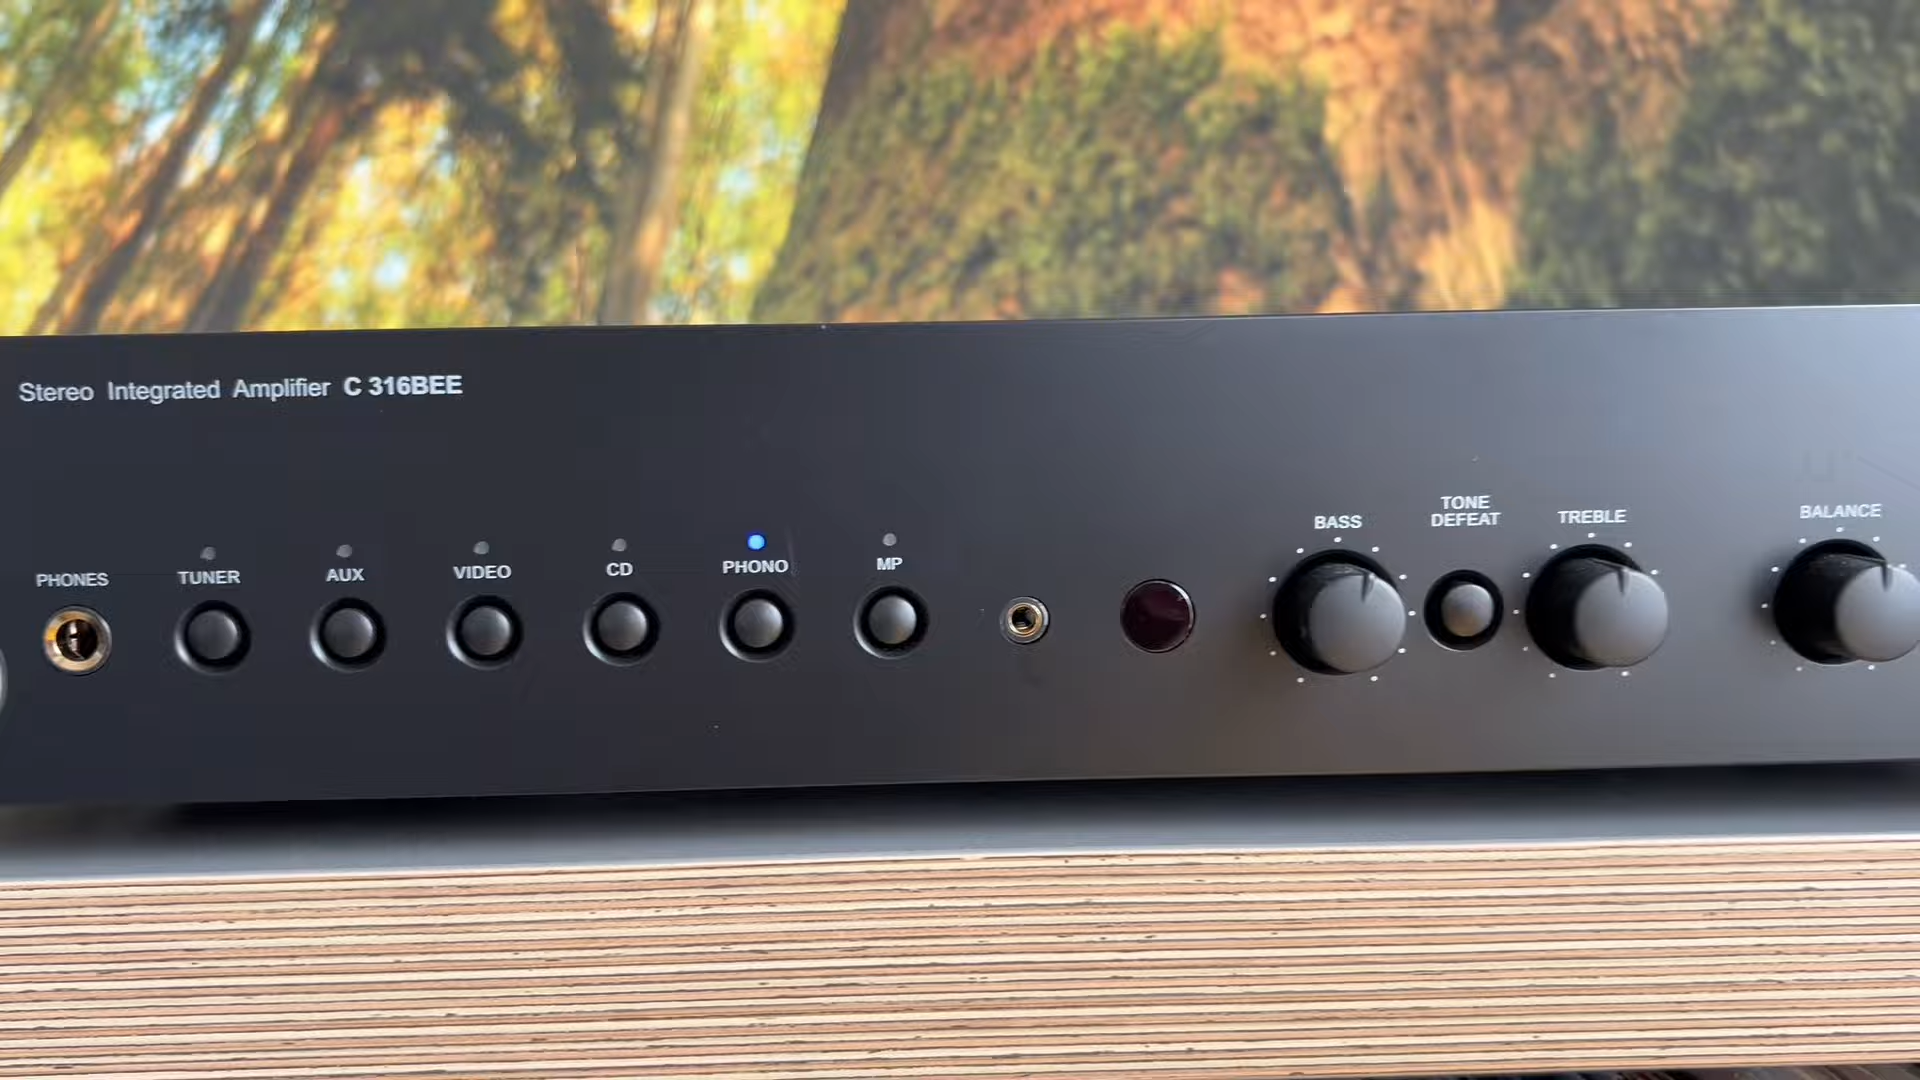 Stereo Integrated Amplifier C 316BEE
PHONES
TUNER
AUX
VIDEO
CD
PHONO
MP
BASS
TONE
DEFEAT
TREBLE
BALANCE